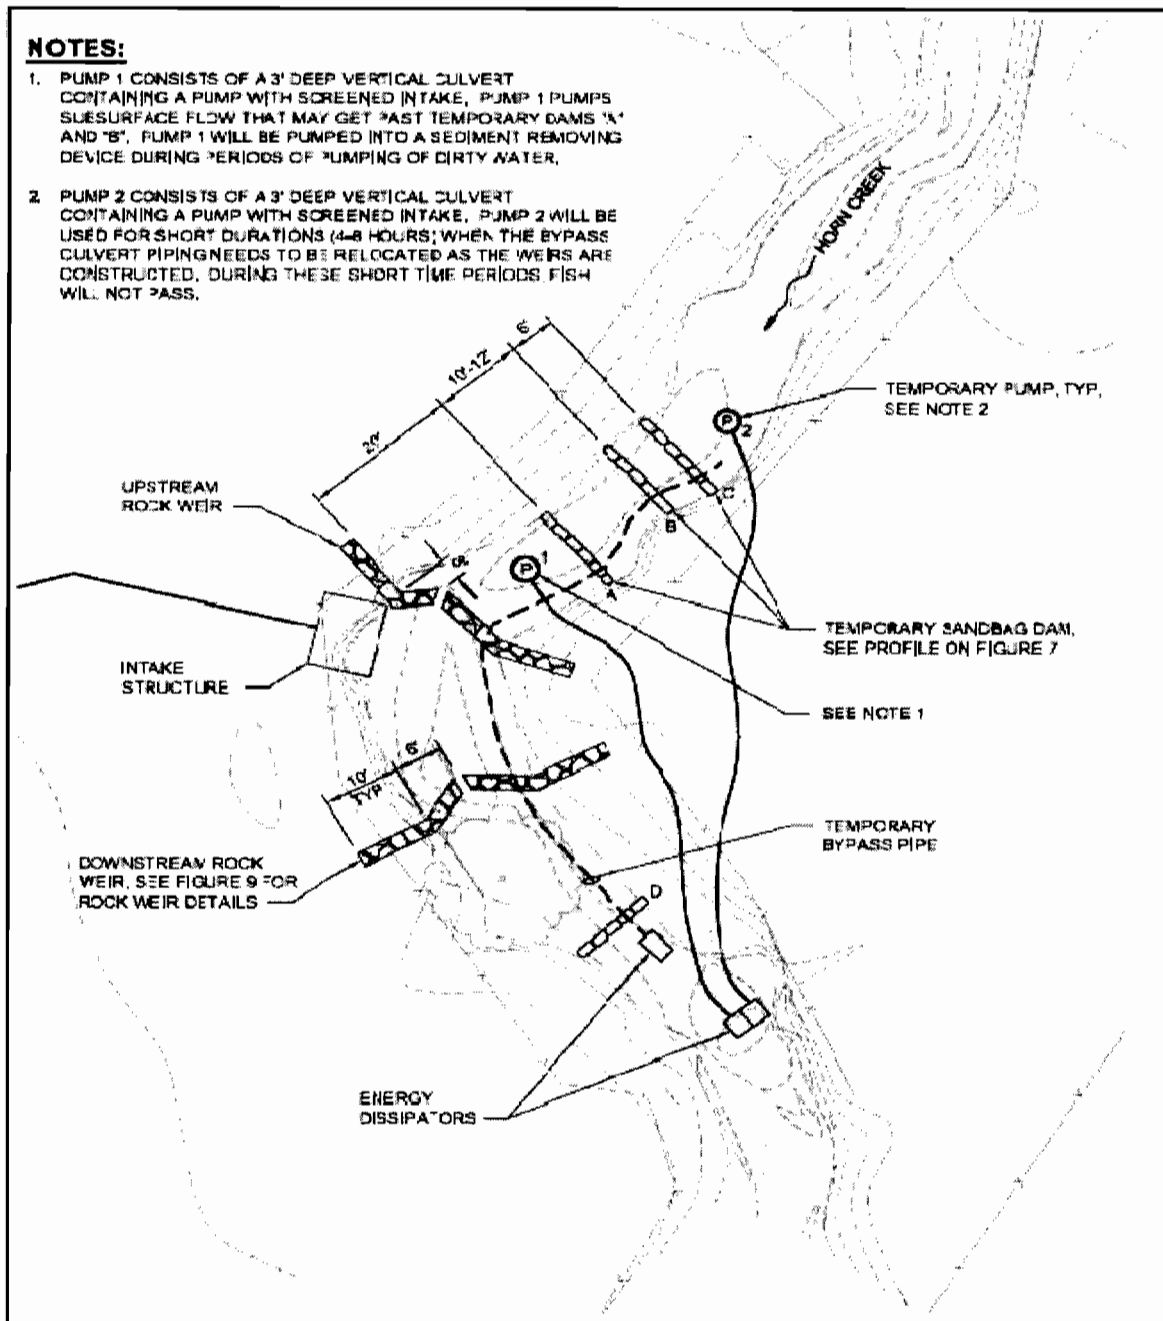 NOTES:
1. PUMP 1 CONSISTS OF A 3' DEEP VERTICAL CULVERT
CONTAINING A PUMP WITH SCREENED INTAKE. PUMP 1 PUMPS
SUBSURFACE FLOW THAT MAY GET PAST TEMPORARY DAMS "A"
AND "B". PUMP 1 WILL BE PUMPED INTO A SEDIMENT REMOVING
DEVICE DURING PERIODS OF PUMPING OF DIRTY WATER.
2 PUMP 2 CONSISTS OF A 3' DEEP VERTICAL CULVERT
CONTAINING A PUMP WITH SCREENED INTAKE. PUMP 2 WILL BE
USED FOR SHORT DURATIONS (4-8 HOURS) WHEN THE BYPASS
CULVERT PIPING NEEDS TO BE RELOCATED AS THE WEIRS ARE
CONSTRUCTED. DURING THESE SHORT TIME PERIODS FISH
WILL NOT PASS.
HORN CREEK
6'
10'-12'
20'
TEMPORARY PUMP, TYP,
SEE NOTE 2
P
2
UPSTREAM
ROCK WEIR
C
B
P
1
A
INTAKE
STRUCTURE
TEMPORARY SANDBAG DAM,
SEE PROFILE ON FIGURE 7
SEE NOTE 1
6'
10'
TYP
TEMPORARY
BYPASS PIPE
DOWNSTREAM ROCK
WEIR, SEE FIGURE 9 FOR
ROCK WEIR DETAILS
D
ENERGY
DISSIPATORS